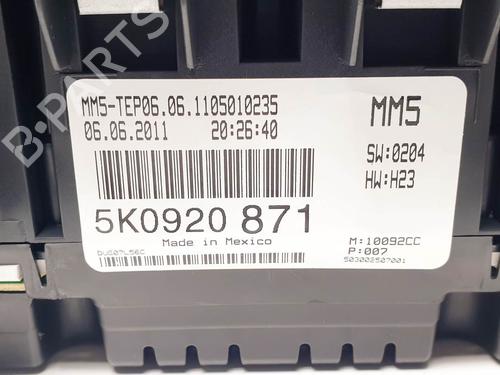 MM5-TEP06.06.1105010235
06.06.2011 20:26:40
MM5
SW:0204
HW:H23
5K0920 871
Made in Mexico
M:10092CC
P:007
503002507001
B-PARTS